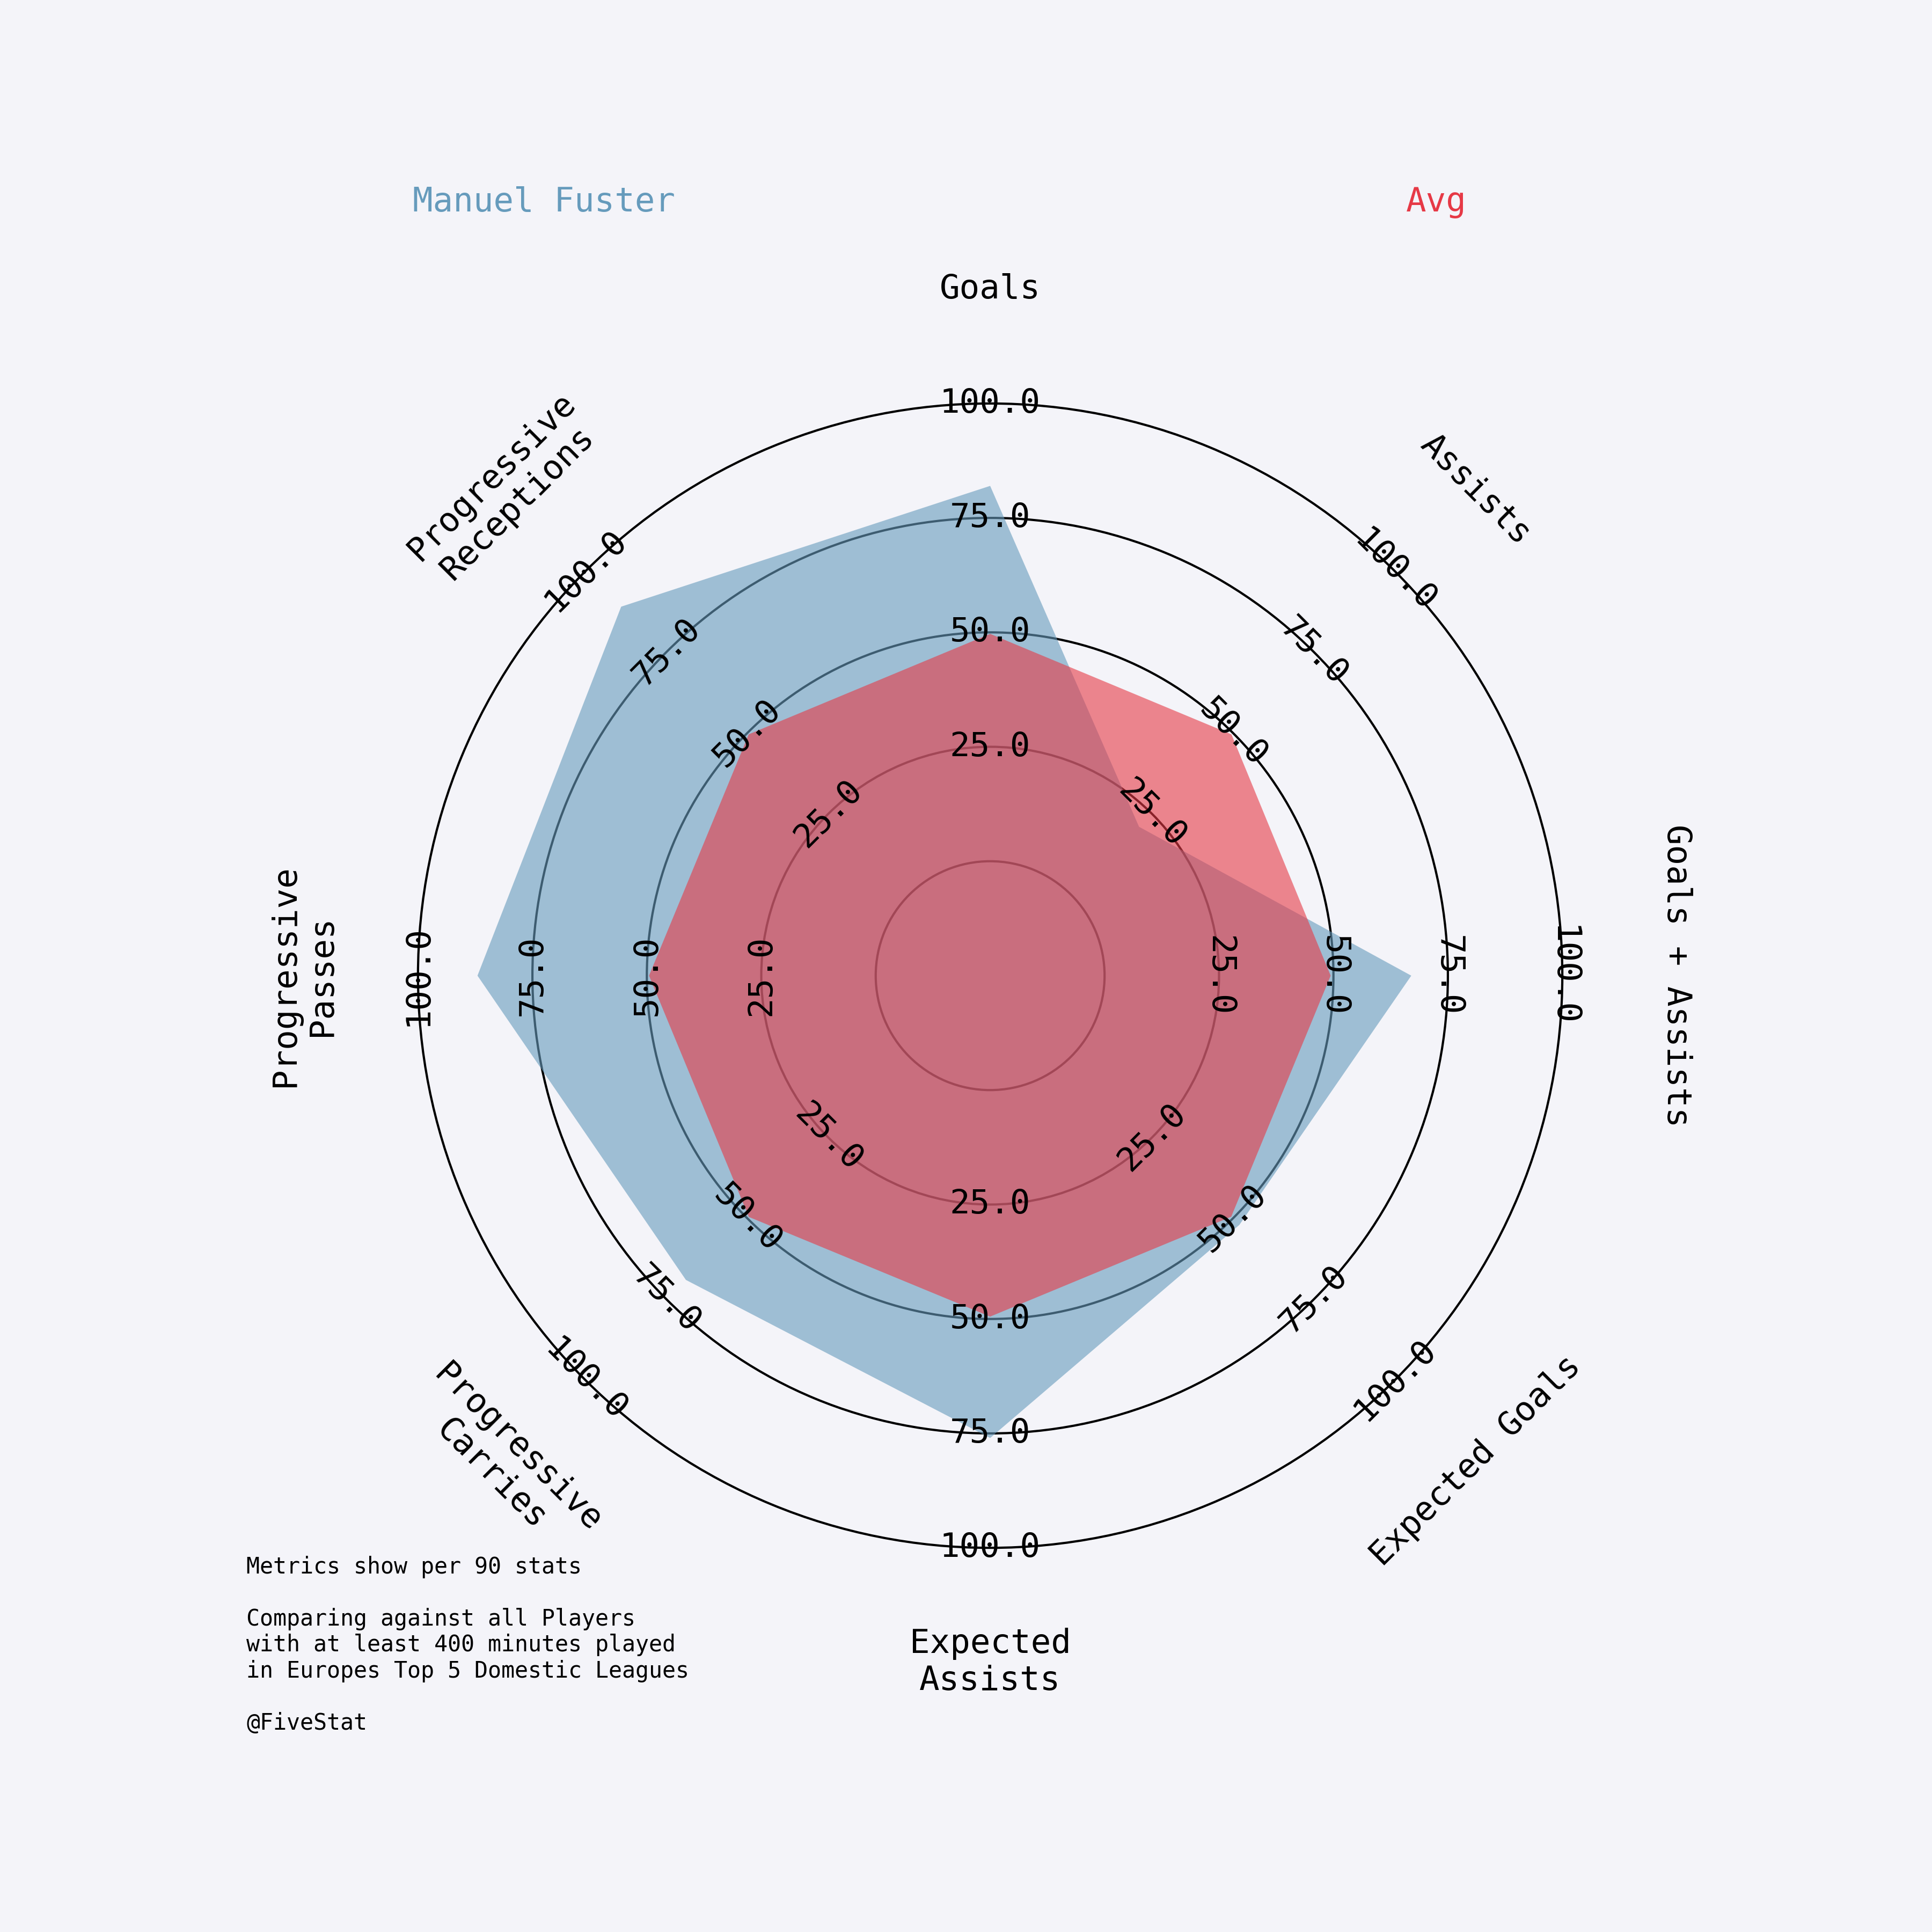 Manuel Fuster
Avg
Goals
Assists
Goals + Assists
Expected Goals
Expected
Assists
Progressive
Carries
Progressive
Passes
Progressive
Receptions
25.0
50.0
75.0
100.0
25.0
50.0
75.0
100.0
25.0
50.0
75.0
100.0
25.0
50.0
75.0
100.0
25.0
50.0
75.0
100.0
25.0
50.0
75.0
100.0
25.0
50.0
75.0
100.0
25.0
50.0
75.0
100.0
Metrics show per 90 stats
Comparing against all Players
with at least 400 minutes played
in Europes Top 5 Domestic Leagues
@FiveStat